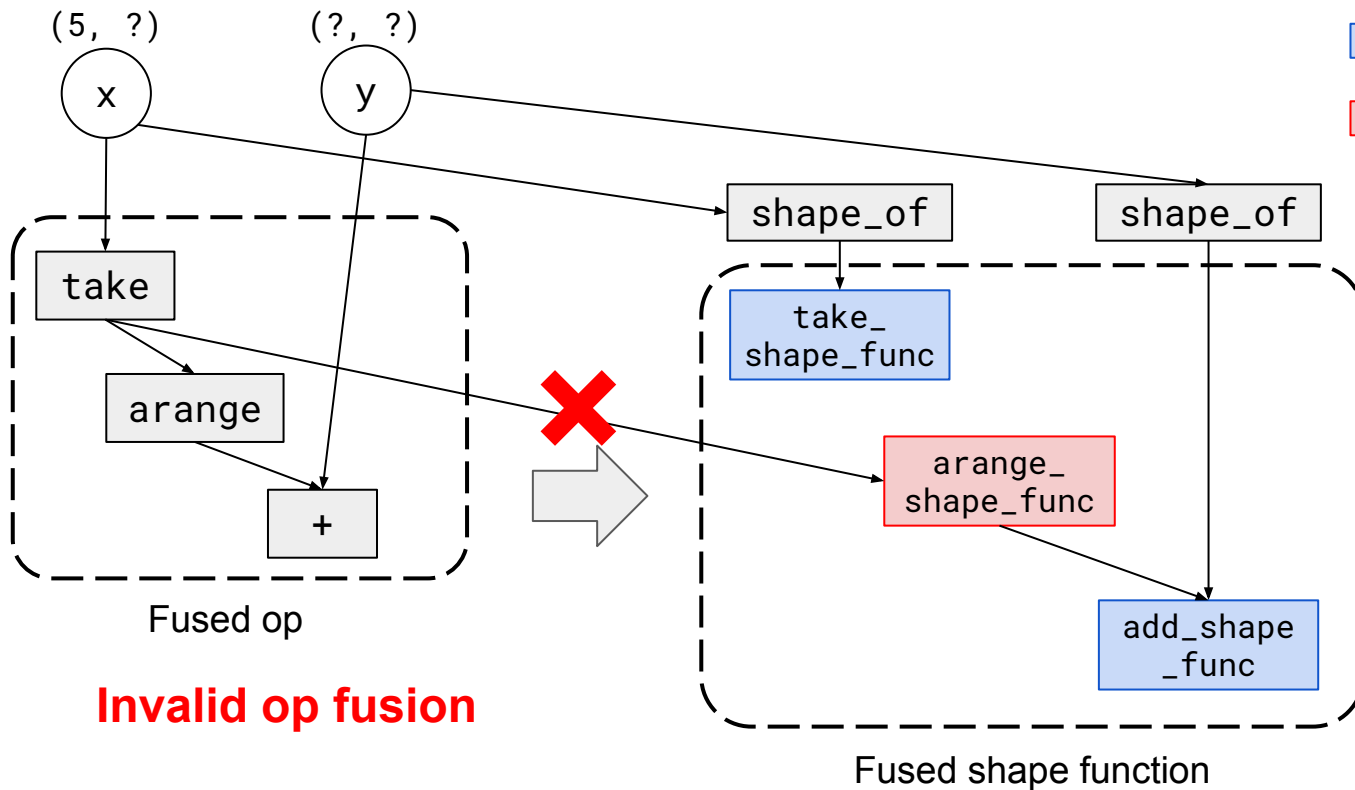 (5, ?)
(?, ?)
x
y
shape_of
shape_of
take
take_
shape_func
arange
arange_
shape_func
+
add_shape
_func
Fused op
Invalid op fusion
Fused shape function